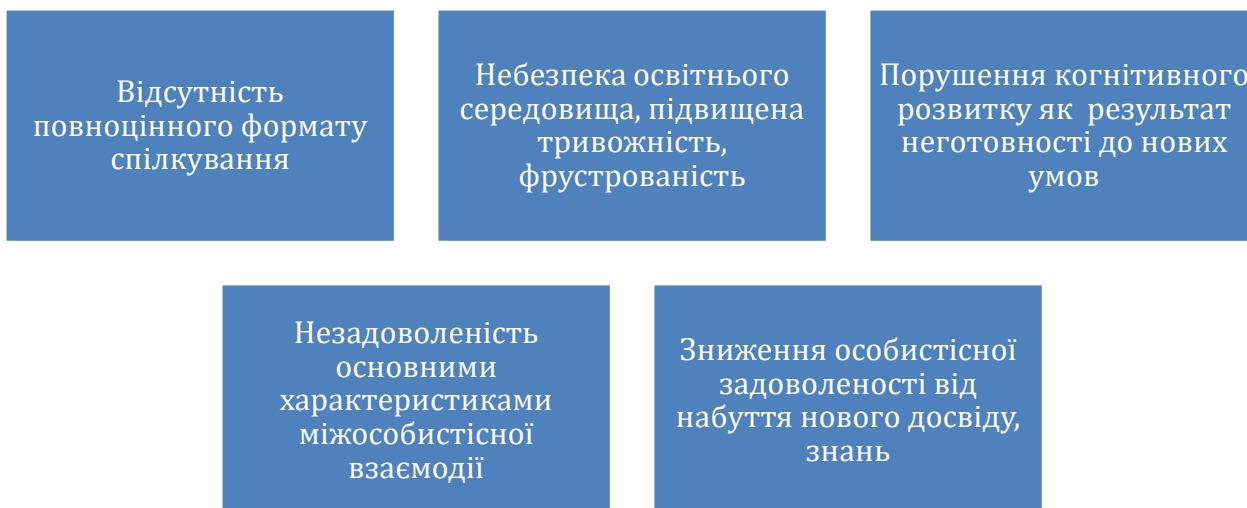 Відсутність
повноцінного формату
спілкування
Небезпека освітнього
середовища, підвищена
тривожність,
фрустрованість
Порушення когнітивного
розвитку як результат
неготовності до нових
умов
Незадоволеність
основними
характеристиками
міжособистісної
взаємодії
Зниження особистісної
задоволеності від
набуття нового досвіду,
знань